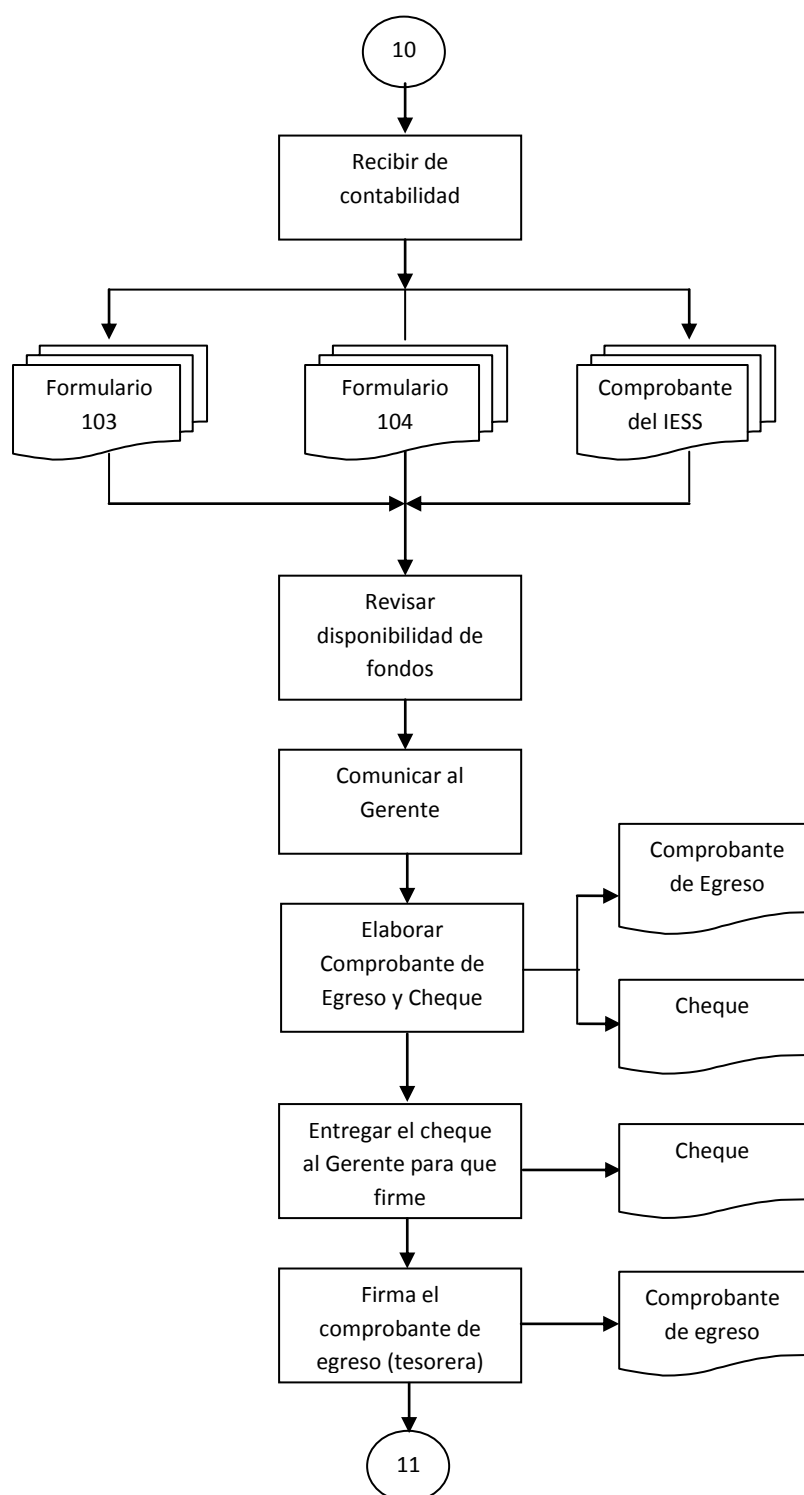 10
Recibir de
contabilidad
Formulario
103
Formulario
104
Comprobante
del IESS
Revisar
disponibilidad de
fondos
Comunicar al
Gerente
Comprobante
de Egreso
Elaborar
Comprobante de
Egreso y Cheque
Cheque
Entregar el cheque
al Gerente para que
firme
Cheque
Firma el
comprobante de
egreso (tesorera)
Comprobante
de egreso
11